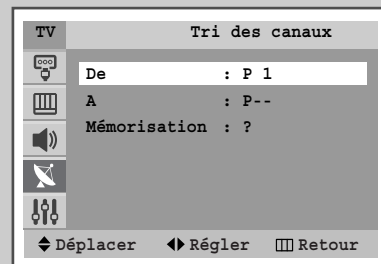 TV Tri des canaux
De : P 1
A : P--
Mémorisation : ?
Déplacer Régler Retour